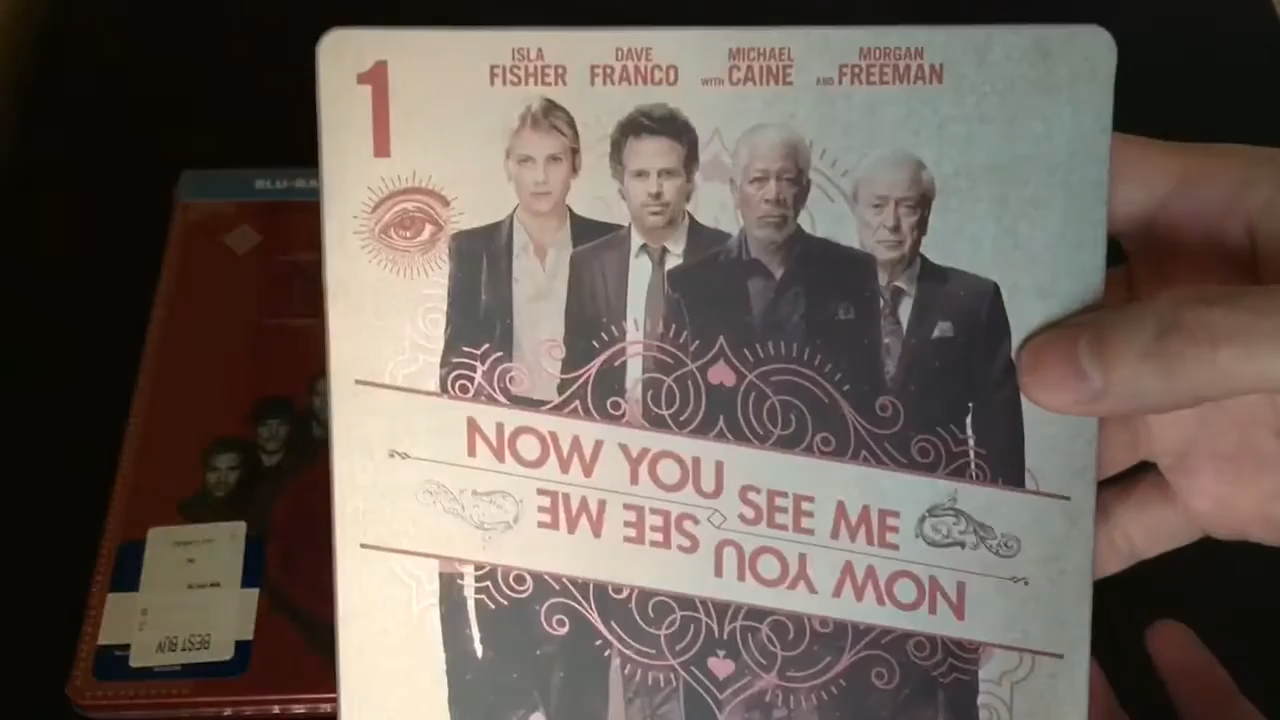 1
ISLA
FISHER
DAVE
FRANCO
MICHAEL
WITH CAINE
MORGAN
AND FREEMAN
NOW YOU SEE ME
NOW YOU SEE ME
BLU-RA
BEST BUY